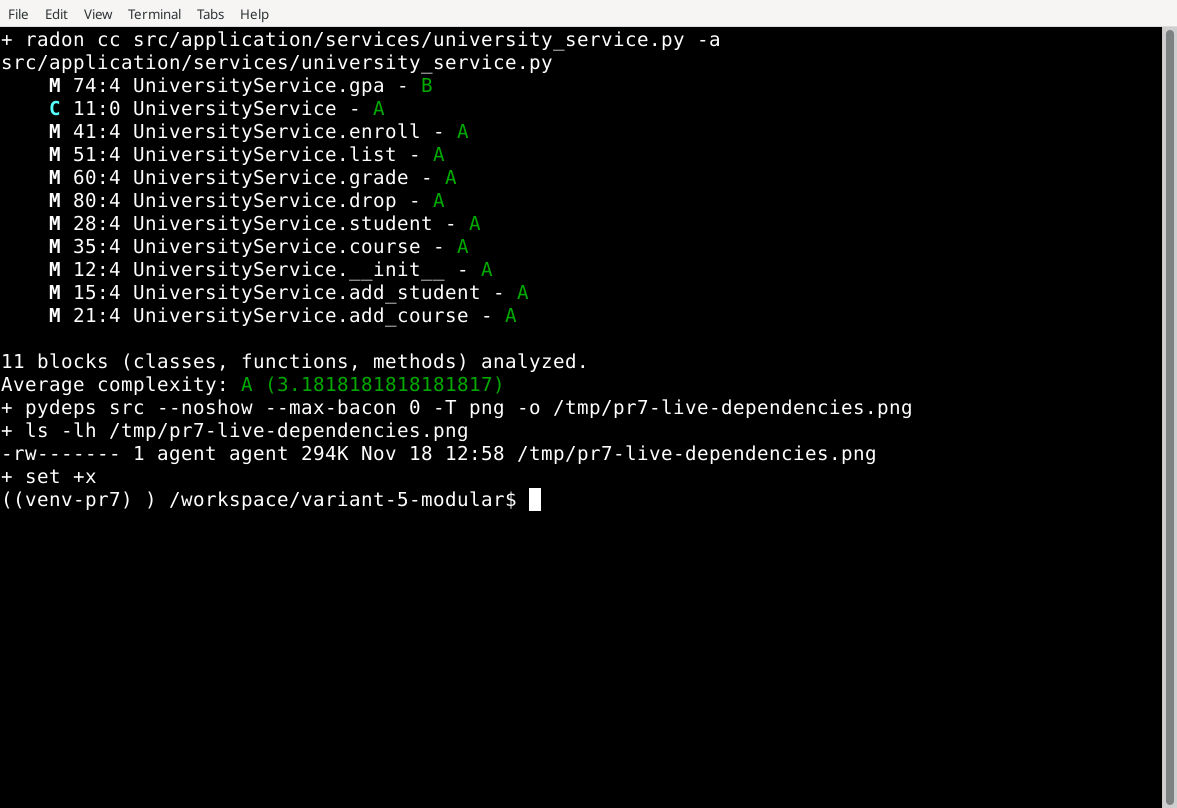 File Edit View Terminal Tabs Help
+ radon cc src/application/services/university_service.py -a
src/application/services/university_service.py
    M 74:4 UniversityService.gpa - B
    C 11:0 UniversityService - A
    M 41:4 UniversityService.enroll - A
    M 51:4 UniversityService.list - A
    M 60:4 UniversityService.grade - A
    M 80:4 UniversityService.drop - A
    M 28:4 UniversityService.student - A
    M 35:4 UniversityService.course - A
    M 12:4 UniversityService.__init__ - A
    M 15:4 UniversityService.add_student - A
    M 21:4 UniversityService.add_course - A

11 blocks (classes, functions, methods) analyzed.
Average complexity: A (3.1818181818181817)
+ pydeps src --noshow --max-bacon 0 -T png -o /tmp/pr7-live-dependencies.png
+ ls -lh /tmp/pr7-live-dependencies.png
-rw------- 1 agent agent 294K Nov 18 12:58 /tmp/pr7-live-dependencies.png
+ set +x
((venv-pr7) ) /workspace/variant-5-modular$